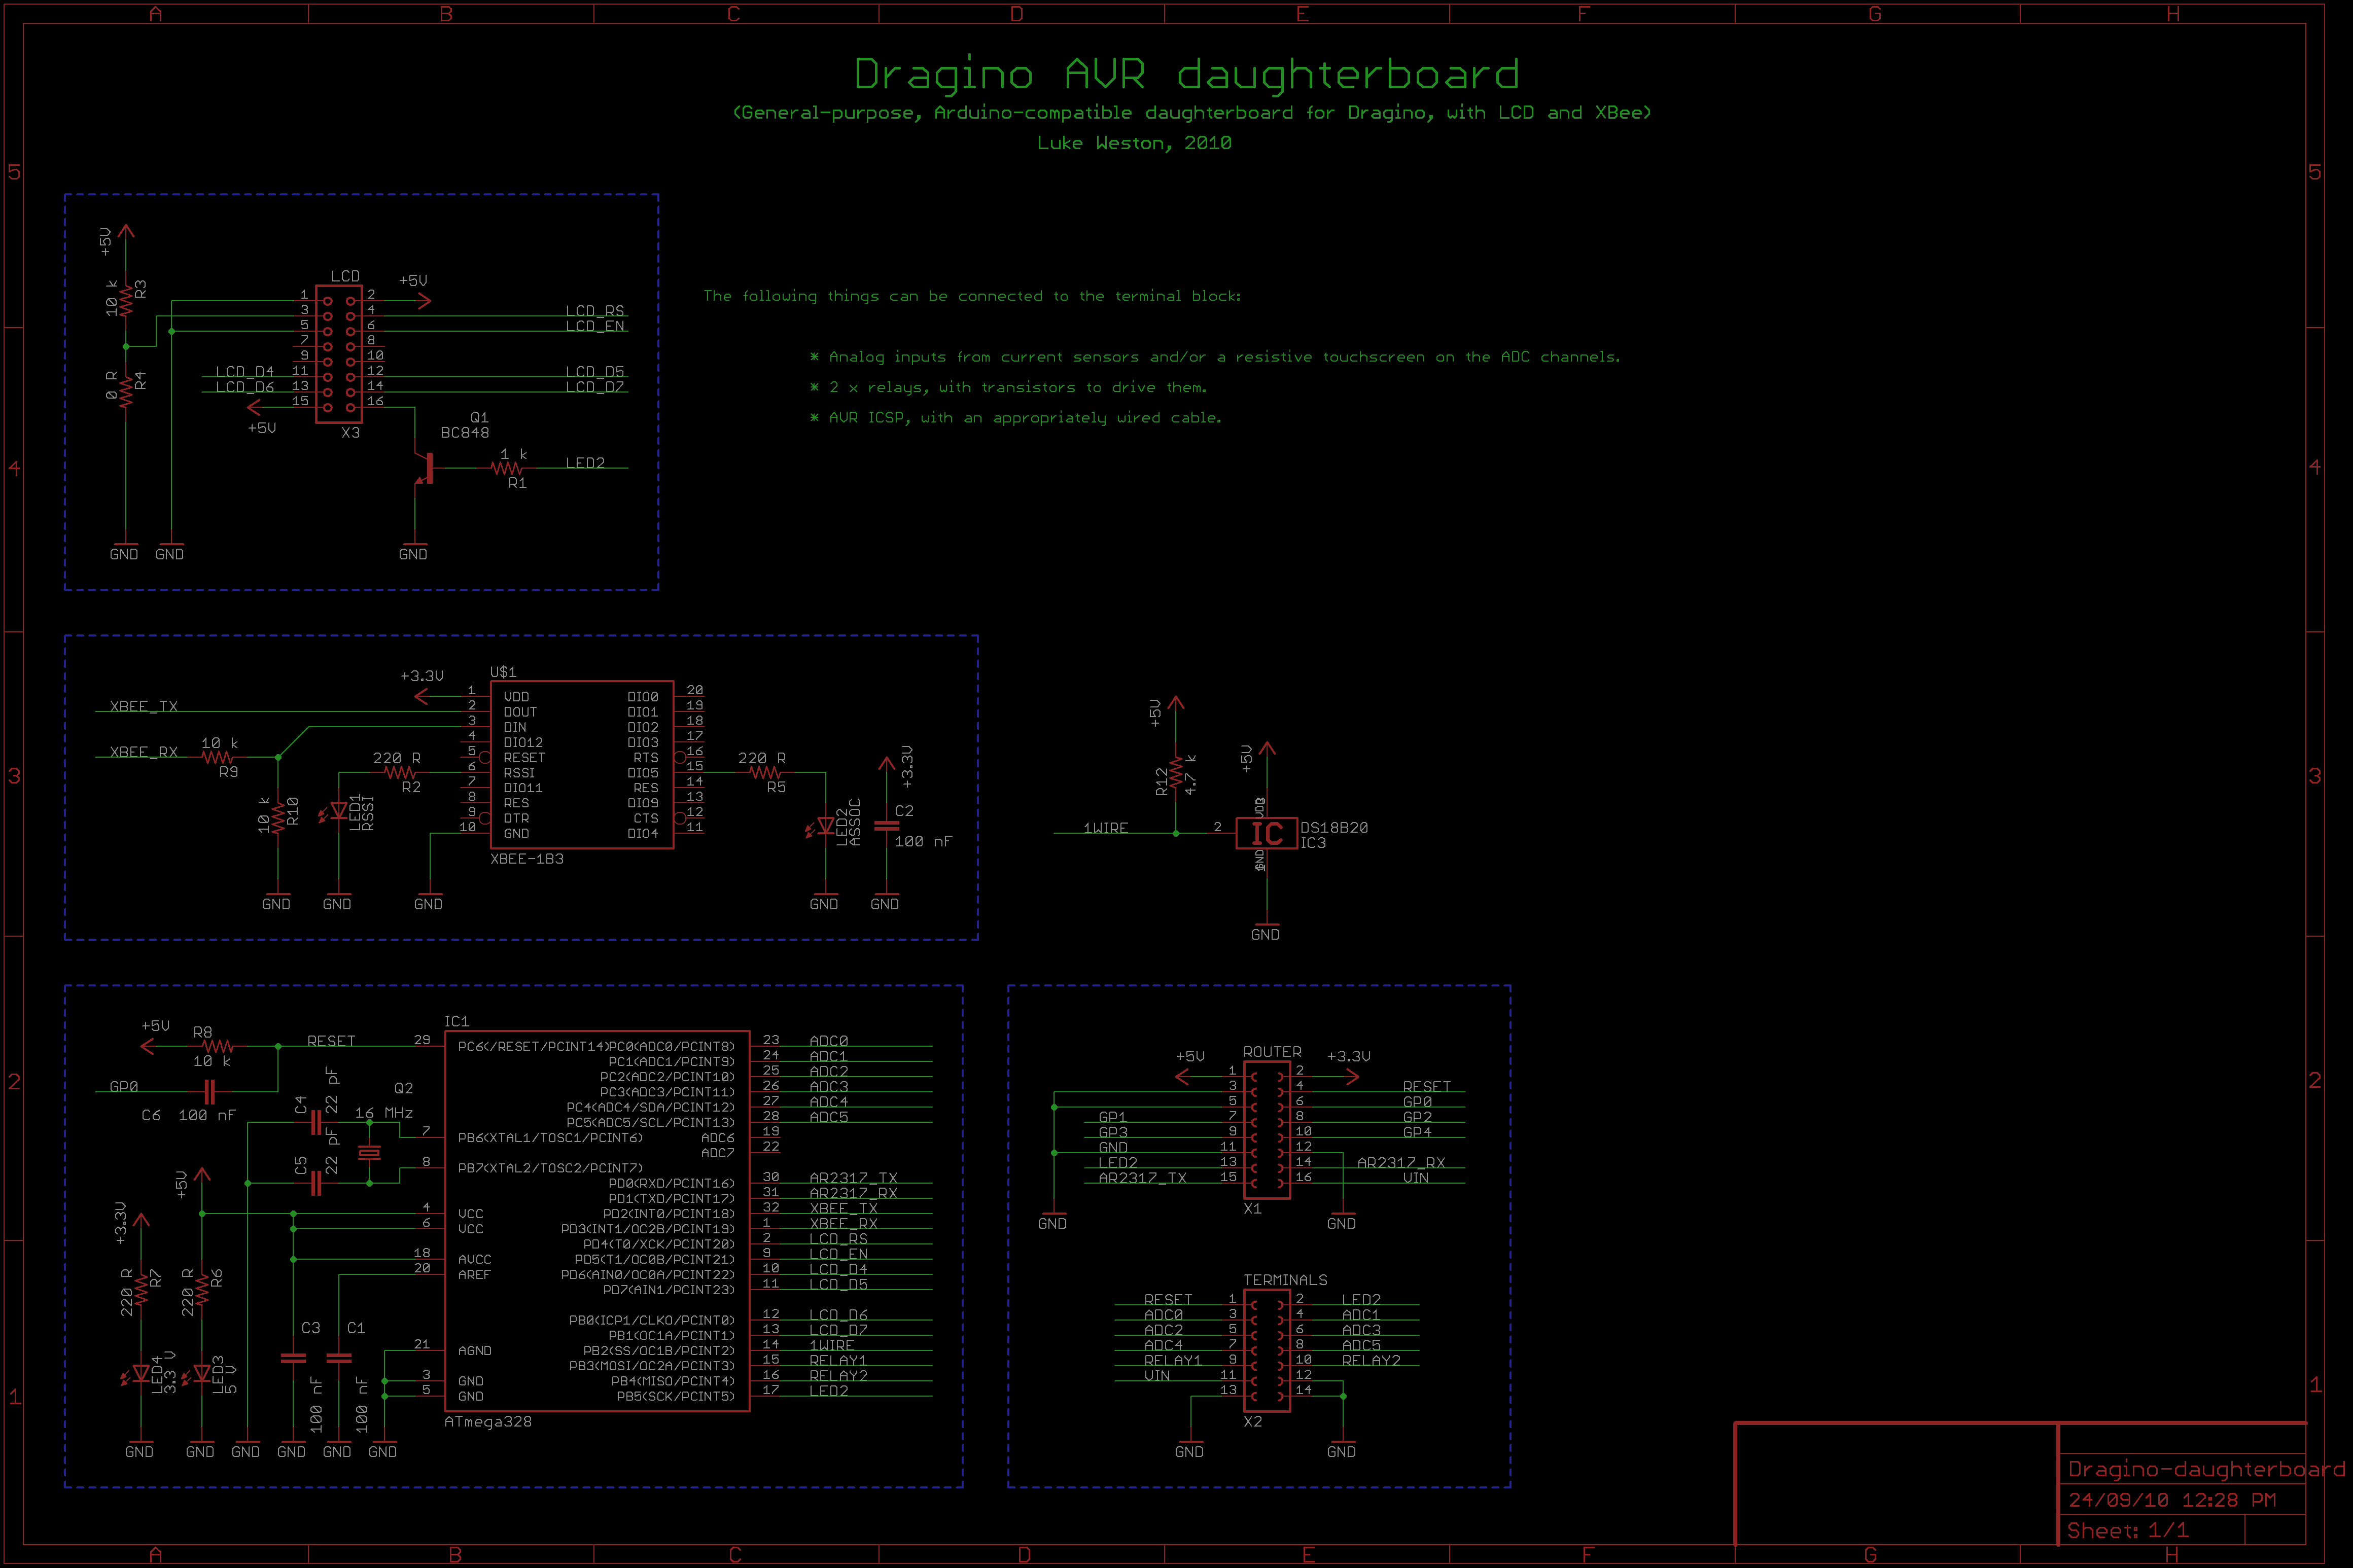 A B C D E F G H
Dragino AVR daughterboard
(General-purpose, Arduino-compatible daughterboard for Dragino, with LCD and XBee)
Luke Weston, 2010
5 5
+5V
10 k
R3
0 R
R4
LCD
+5V
1 2
3 4 LCD_RS
5 6 LCD_EN
7 8
9 10
LCD_D4 11 12 LCD_D5
LCD_D6 13 14 LCD_D7
15 16
+5V
X3
Q1
BC848
1 k
R1
LED2
GND GND GND
The following things can be connected to the terminal block:
* Analog inputs from current sensors and/or a resistive touchscreen on the ADC channels.
* 2 x relays, with transistors to drive them.
* AVR ICSP, with an appropriately wired cable.
4 4
U$1
+3.3V
1 VDD DIO0 20
XBEE_TX 2 DOUT DIO1 19
3 DIN DIO2 18
4 DIO12 DIO3 17
XBEE_RX 5 RESET RTS 16
6 RSSI DIO5 15
7 DIO11 RES 14
8 RES DIO9 13
9 DTR CTS 12
10 GND DIO4 11
XBEE-1B3
10 k
R9
10 k
R10
220 R
R2
LED1
RSSI
220 R
R5
LED2
ASSOC
+3.3V
C2
100 nF
GND GND GND GND GND
+5V
R12
4.7 k
+5V
1WIRE
2
VDD
IC
DS18B20
IC3
GND
GND
3 3
IC1
+5V
R8
10 k
RESET
GP0
C6 100 nF
C4
22 pF
C5
22 pF
Q2
16 MHz
29 PC6(/RESET/PCINT14) PC0(ADC0/PCINT8) 23 ADC0
PC1(ADC1/PCINT9) 24 ADC1
PC2(ADC2/PCINT10) 25 ADC2
PC3(ADC3/PCINT11) 26 ADC3
PC4(ADC4/SDA/PCINT12) 27 ADC4
PC5(ADC5/SCL/PCINT13) 28 ADC5
7 PB6(XTAL1/TOSC1/PCINT6) ADC6 19
ADC7 22
8 PB7(XTAL2/TOSC2/PCINT7)
PD0(RXD/PCINT16) 30 AR2317_TX
PD1(TXD/PCINT17) 31 AR2317_RX
4 VCC PD2(INT0/PCINT18) 32 XBEE_TX
6 VCC PD3(INT1/OC2B/PCINT19) 1 XBEE_RX
PD4(T0/XCK/PCINT20) 2 LCD_RS
18 AVCC PD5(T1/OC0B/PCINT21) 9 LCD_EN
20 AREF PD6(AIN0/OC0A/PCINT22) 10 LCD_D4
PD7(AIN1/PCINT23) 11 LCD_D5
PB0(ICP1/CLKO/PCINT0) 12 LCD_D6
PB1(OC1A/PCINT1) 13 LCD_D7
21 AGND PB2(SS/OC1B/PCINT2) 14 1WIRE
PB3(MOSI/OC2A/PCINT3) 15 RELAY1
3 GND PB4(MISO/PCINT4) 16 RELAY2
5 GND PB5(SCK/PCINT5) 17 LED2
ATmega328
+3.3V
220 R
R7
LED4
3.3 V
+5V
220 R
R6
LED3
5 V
C3
100 nF
C1
100 nF
GND GND GND GND GND GND
2 2
ROUTER
+5V +3.3V
1 2
3 4 RESET
5 6 GP0
GP1 7 8 GP2
GP3 9 10 GP4
GND 11 12
LED2 13 14 AR2317_RX
AR2317_TX 15 16 VIN
X1
GND GND
TERMINALS
RESET 1 2 LED2
ADC0 3 4 ADC1
ADC2 5 6 ADC3
ADC4 7 8 ADC5
RELAY1 9 10 RELAY2
VIN 11 12
13 14
X2
GND GND
1 1
Dragino-daughterboard
24/09/10 12:28 PM
Sheet: 1/1
A B C D E F G H